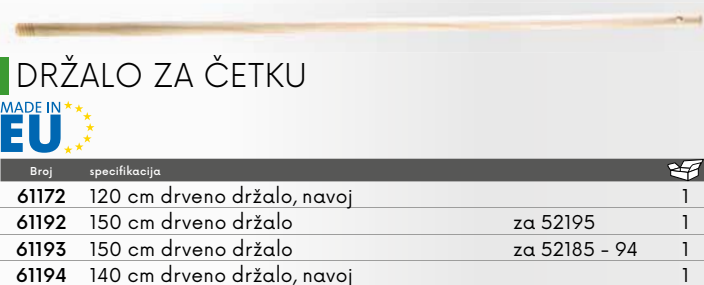 DRŽALO ZA ČETKU
MADE IN
EU
Broj specifikacija
61172 120 cm drveno držalo, navoj 1
61192 150 cm drveno držalo za 52195 1
61193 150 cm drveno držalo za 52185 - 94 1
61194 140 cm drveno držalo, navoj 1